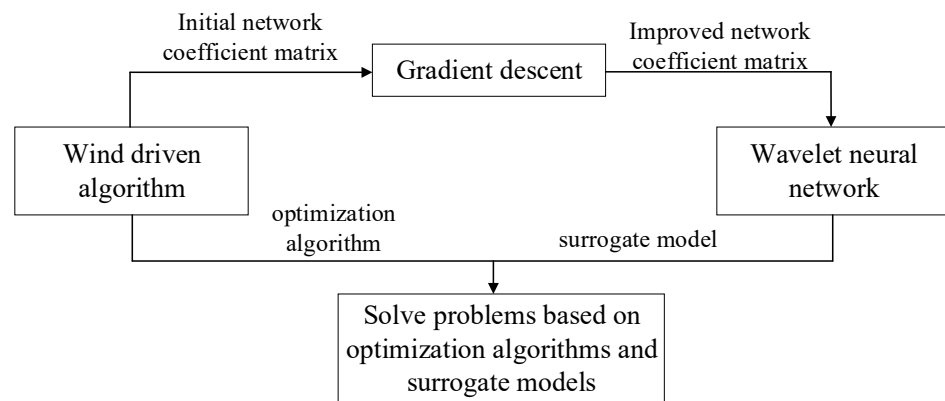 Initial network
coefficient matrix
Gradient descent
Improved network
coefficient matrix
Wind driven
algorithm
Wavelet neural
network
optimization
algorithm
surrogate model
Solve problems based on
optimization algorithms and
surrogate models